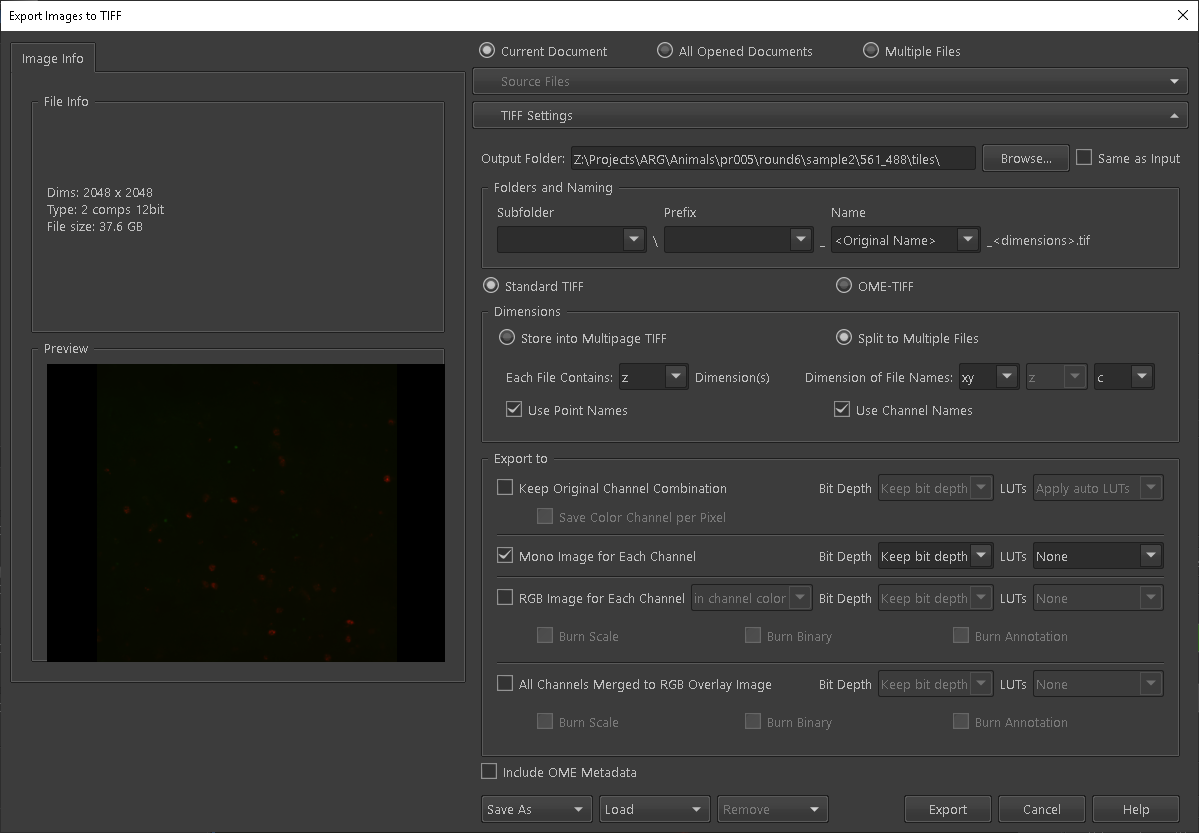 Export Images to TIFF
Image Info
File Info
Dims: 2048 x 2048
Type: 2 comps 12bit
File size: 37.6 GB
Preview
Current Document All Opened Documents Multiple Files
Source Files
TIFF Settings
Output Folder: Z:\Projects\ARG\Animals\pr005\round6\sample2\561_488\tiles\ Browse... Same as Input
Folders and Naming
Subfolder Prefix Name
\ _ <Original Name> _<dimensions>.tif
Standard TIFF OME-TIFF
Dimensions
Store into Multipage TIFF Split to Multiple Files
Each File Contains: z Dimension(s) Dimension of File Names: xy z c
Use Point Names Use Channel Names
Export to
Keep Original Channel Combination Bit Depth Keep bit depth LUTs Apply auto LUTs
Save Color Channel per Pixel
Mono Image for Each Channel Bit Depth Keep bit depth LUTs None
RGB Image for Each Channel in channel color Bit Depth Keep bit depth LUTs None
Burn Scale Burn Binary Burn Annotation
All Channels Merged to RGB Overlay Image Bit Depth Keep bit depth LUTs None
Burn Scale Burn Binary Burn Annotation
Include OME Metadata
Save As Load Remove Export Cancel Help